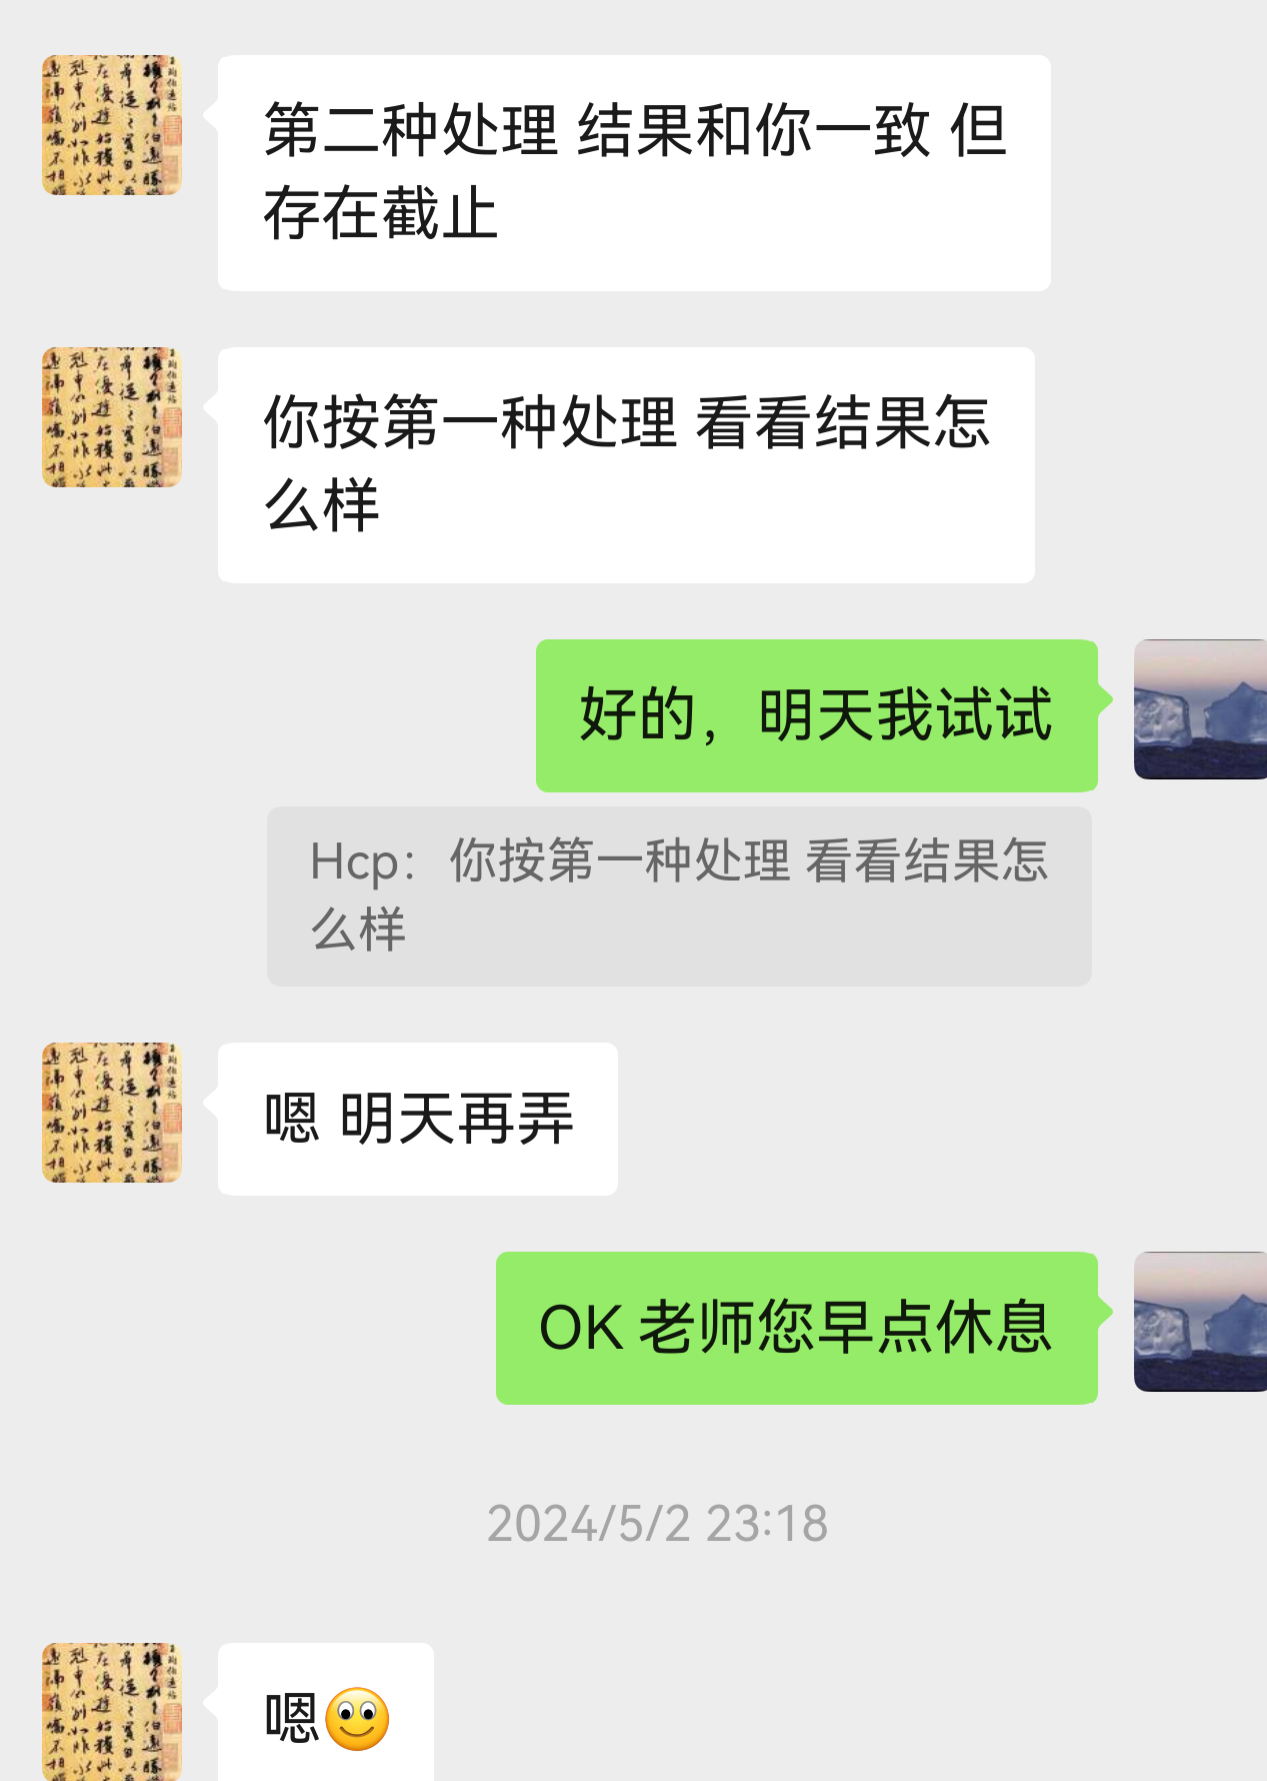 第二种处理 结果和你一致 但
存在截止
你按第一种处理 看看结果怎
么样
好的，明天我试试
Hcp：你按第一种处理 看看结果怎
么样
嗯 明天再弄
OK 老师您早点休息
2024/5/2 23:18
嗯